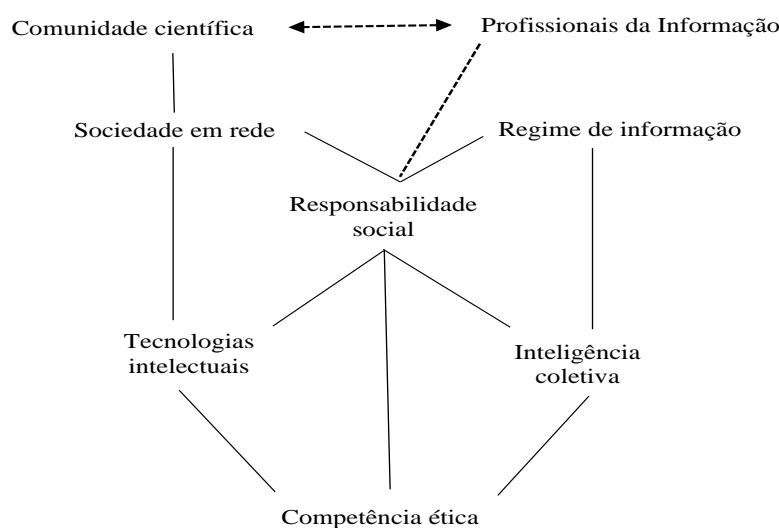 Comunidade científica
Profissionais da Informação
Sociedade em rede
Regime de informação
Responsabilidade
social
Tecnologias
intelectuais
Inteligência
coletiva
Competência ética